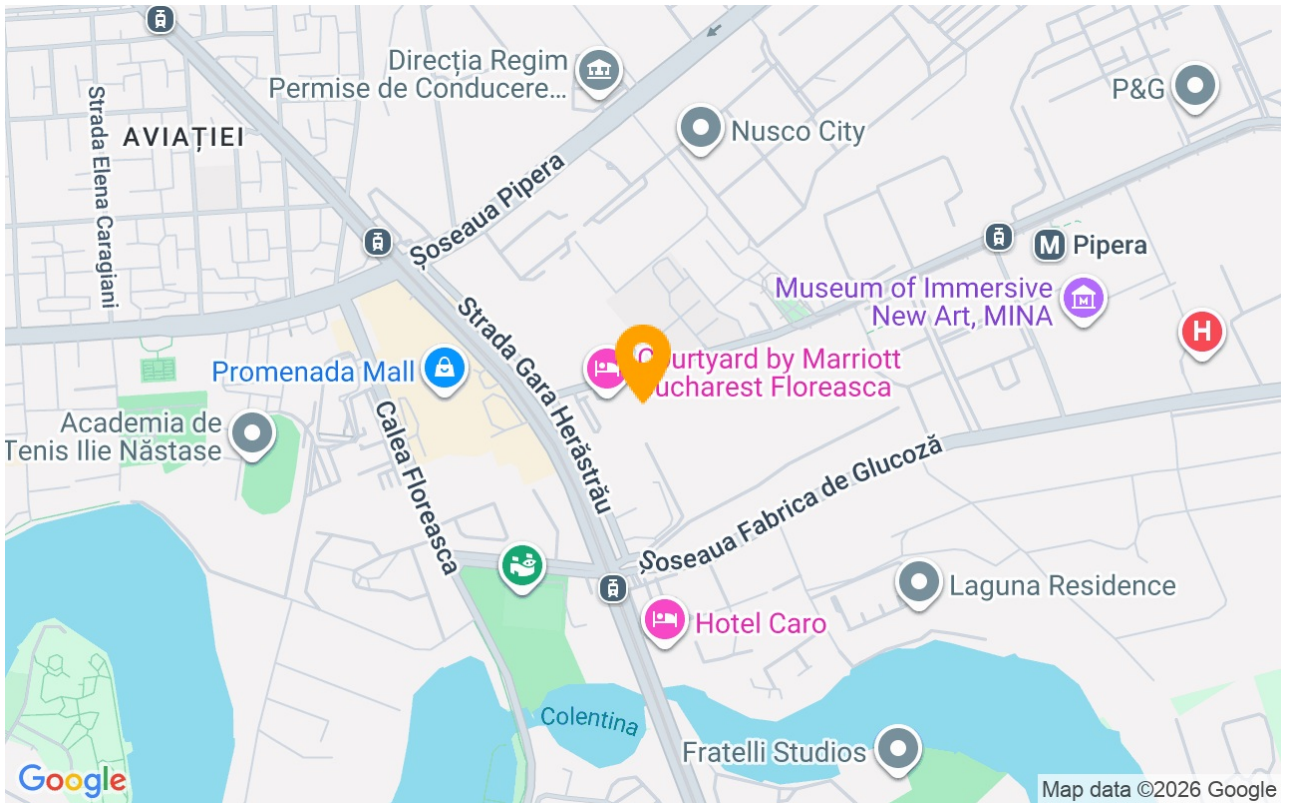 Direcția Regim
Permise de Conducere...
P&G
Nusco City
AVIAȚIEI
Strada Elena Caragiani
Șoseaua Pipera
M Pipera
Museum of Immersive
New Art, MINA
H
Strada Gara Herăstrău
Promenada Mall
Courtyard by Marriott
Bucharest Floreasca
Academia de
Tenis Ilie Năstase
Calea Floreasca
Șoseaua Fabrica de Glucoză
Laguna Residence
Hotel Caro
Colentina
Fratelli Studios
Google
Map data ©2026 Google